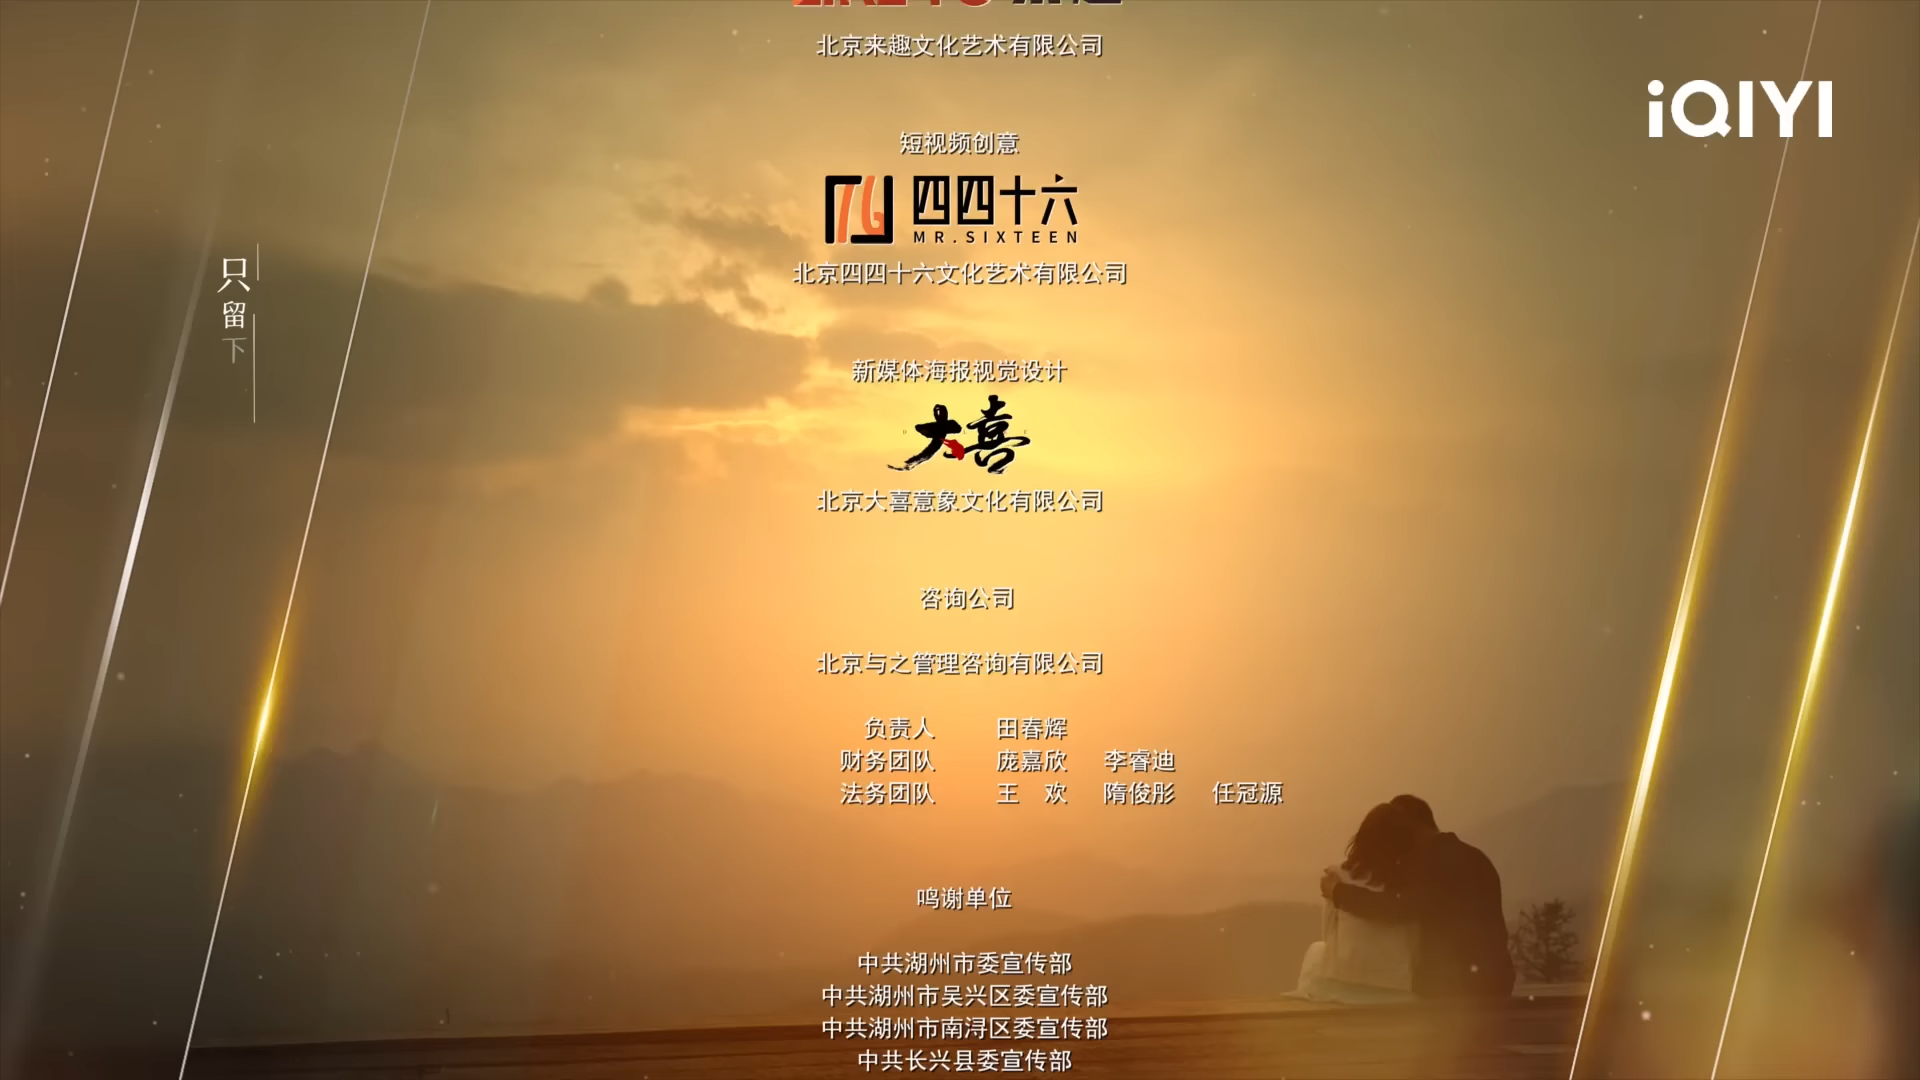 北京来趣文化艺术有限公司
iQIYI
短视频创意
四四十六
MR.SIXTEEN
北京四四十六文化艺术有限公司
只留下
新媒体海报视觉设计
大喜
北京大喜意象文化有限公司
咨询公司
北京与之管理咨询有限公司
负责人 田春辉
财务团队 庞嘉欣 李睿迪
法务团队 王 欢 隋俊彤 任冠源
鸣谢单位
中共湖州市委宣传部
中共湖州市吴兴区委宣传部
中共湖州市南浔区委宣传部
中共长兴县委宣传部